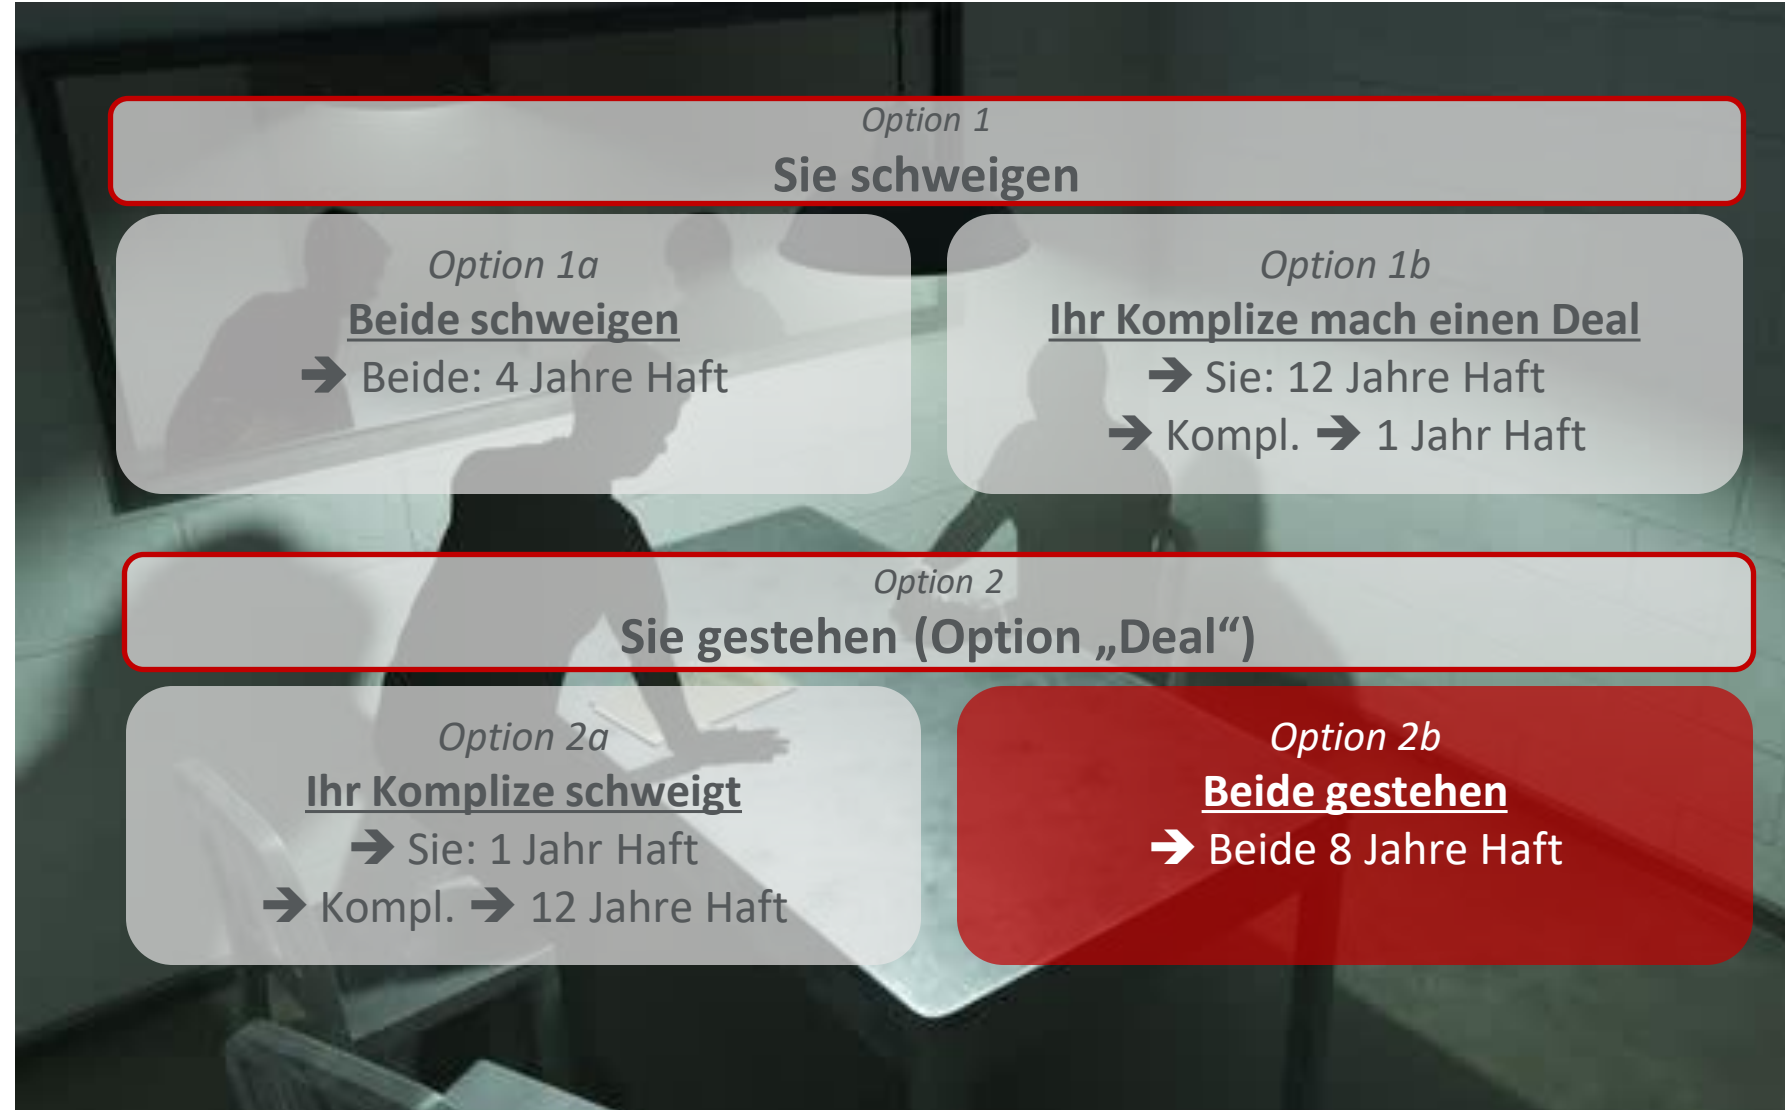 Option 1
Sie schweigen
Option 1a
Beide schweigen
➔ Beide: 4 Jahre Haft
Option 1b
Ihr Komplize mach einen Deal
➔ Sie: 12 Jahre Haft
➔ Kompl. ➔ 1 Jahr Haft
Option 2
Sie gestehen (Option „Deal“)
Option 2a
Ihr Komplize schweigt
➔ Sie: 1 Jahr Haft
➔ Kompl. ➔ 12 Jahre Haft
Option 2b
Beide gestehen
➔ Beide 8 Jahre Haft